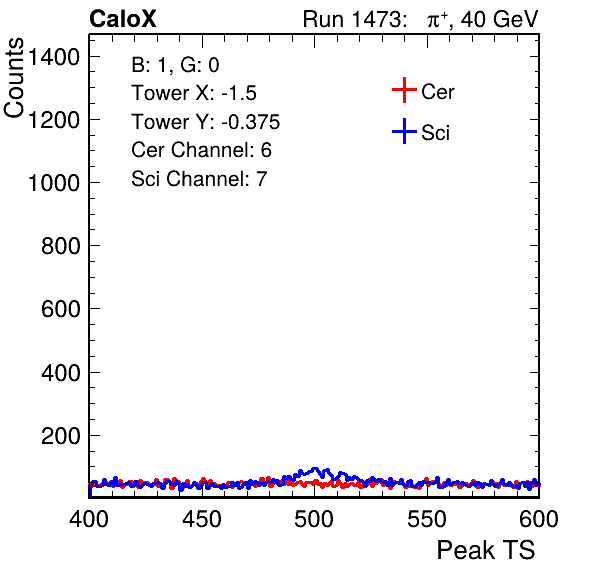 CaloX Run 1473: π⁺, 40 GeV
B: 1, G: 0
Tower X: -1.5
Tower Y: -0.375
Cer Channel: 6
Sci Channel: 7
Cer
Sci
Counts
1400
1200
1000
800
600
400
200
400 450 500 550 600
Peak TS